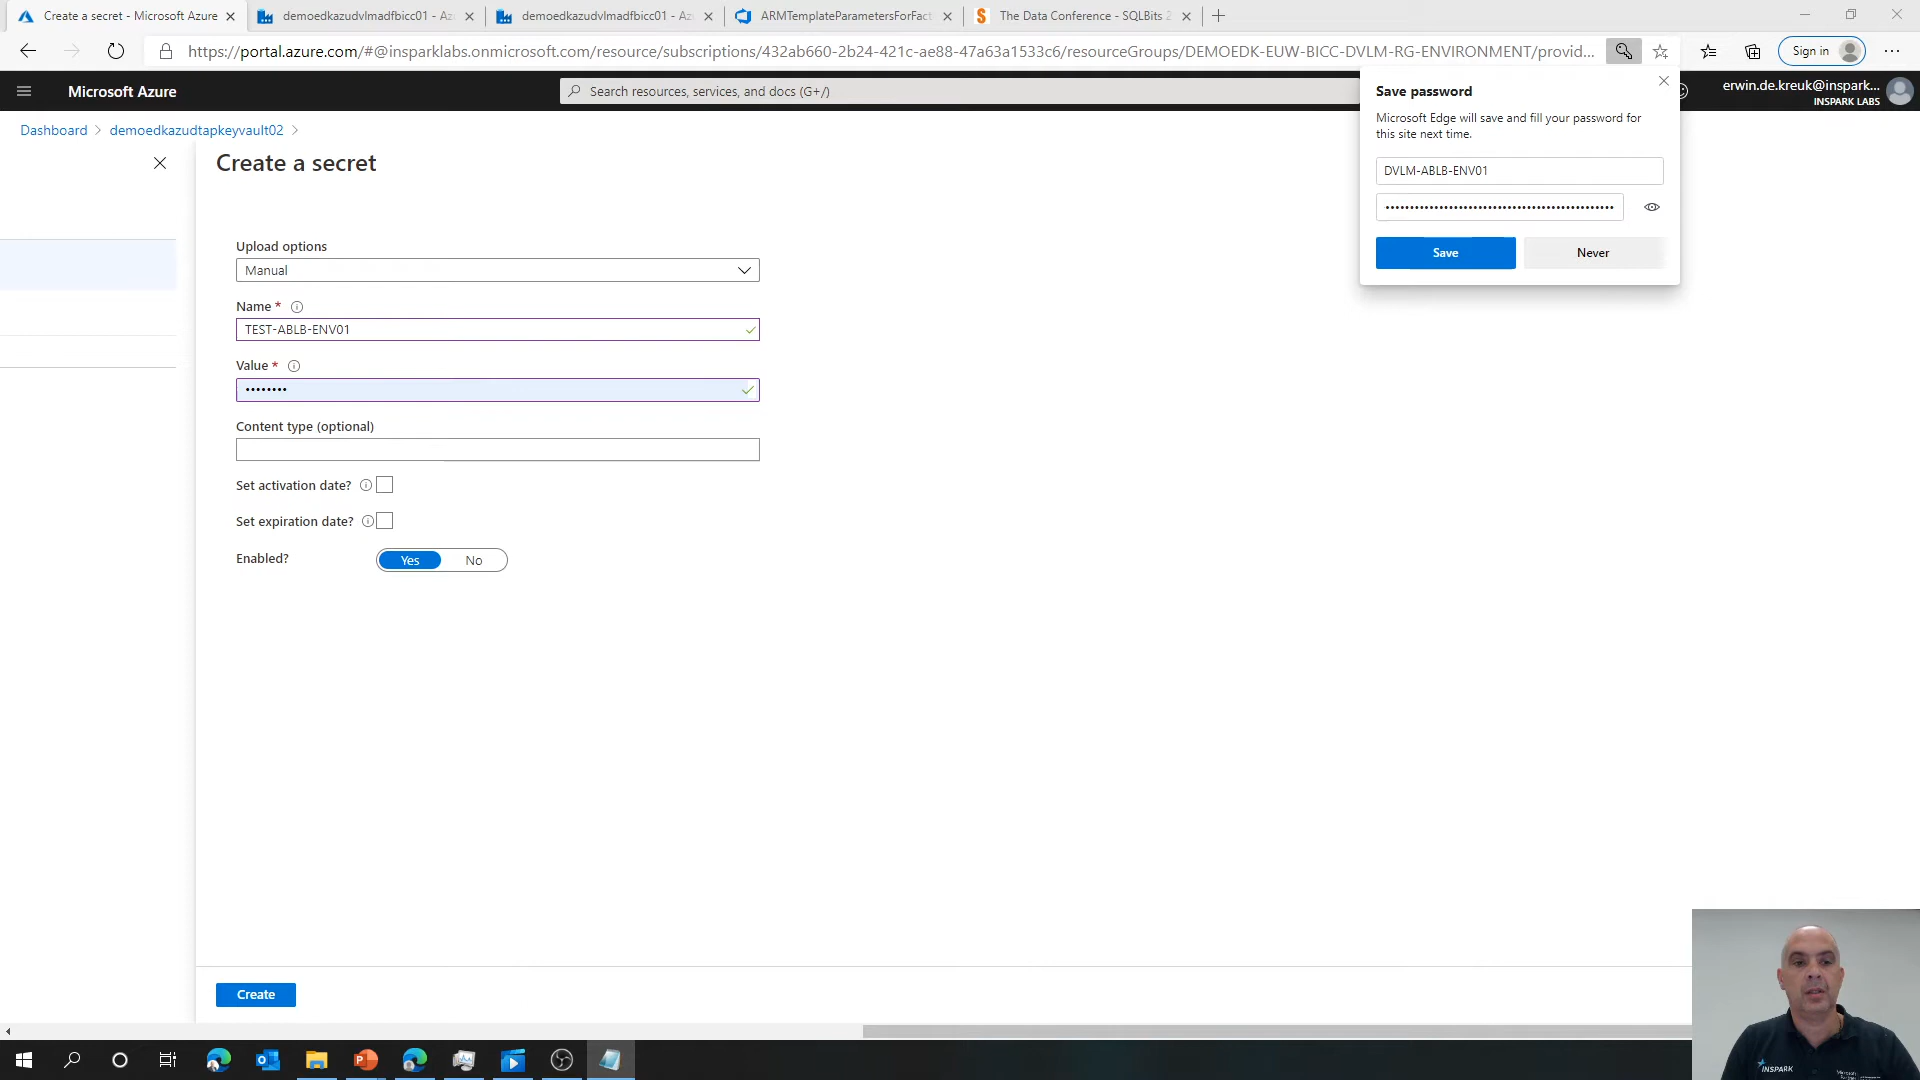 Create a secret - Microsoft Azure
demoedkazudvlmadfbicc01 - Az
demoedkazudvlmadfbicc01 - Az
ARMTemplateParametersForFact
The Data Conference - SQLBits 2
https://portal.azure.com/#@insparklabs.onmicrosoft.com/resource/subscriptions/432ab660-2b24-421c-ae88-47a63a1533c6/resourceGroups/DEMOEDK-EUW-BICC-DVLM-RG-ENVIRONMENT/provid...
Sign in
Microsoft Azure
Search resources, services, and docs (G+/)
erwin.de.kreuk@inspark...
INSPARK LABS
Dashboard > demoedkazudtapkeyvault02 >
Create a secret
Save password
Microsoft Edge will save and fill your password for
this site next time.
DVLM-ABLB-ENV01
Save
Never
Upload options
Manual
Name *
TEST-ABLB-ENV01
Value *
Content type (optional)
Set activation date?
Set expiration date?
Enabled?
Yes
No
Create
INSPARK